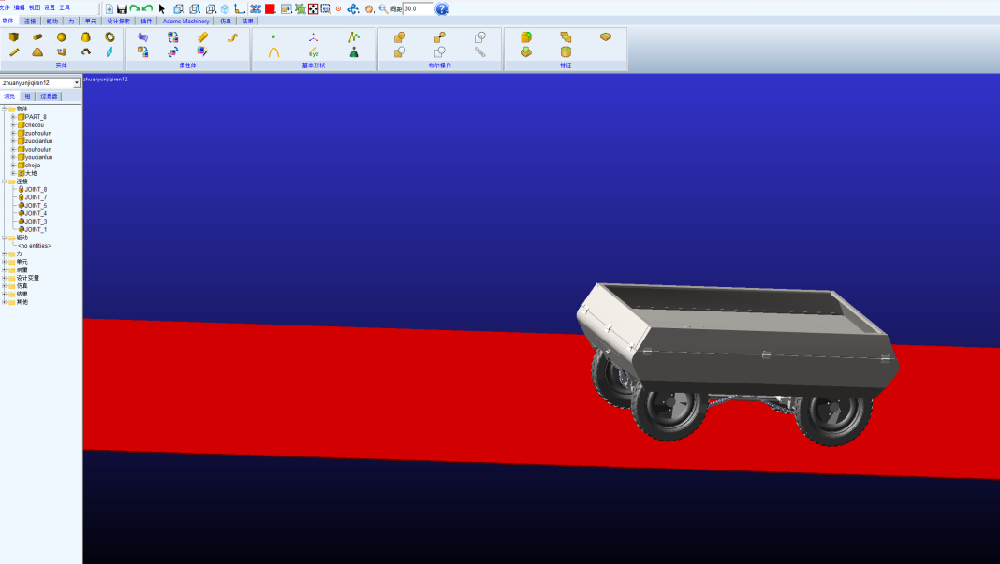 文件 编辑 视图 设置 工具
间距 30.0
物体 连接 驱动 力 单元 设计探索 插件 Adams Machinery 仿真 结果
xyz
实体 柔性体 基本形状 布尔操作 特征
.zhuanyunjiqiren12
zhuanyunjiqiren12
浏览 组 过滤器
物体
PART_8
chedou
zuohoulun
zuoqianlun
youhoulun
youqianlun
chejia
大地
连接
JOINT_8
JOINT_7
JOINT_5
JOINT_4
JOINT_3
JOINT_1
驱动
<no entities>
力
单元
测量
设计变量
仿真
结果
其他